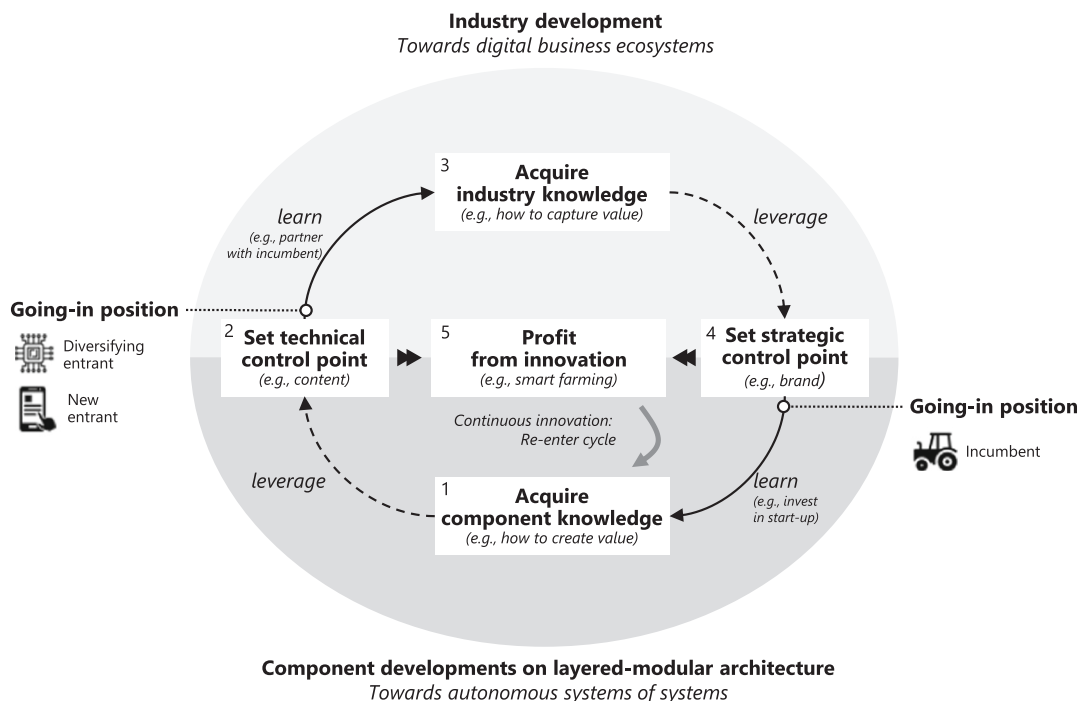 Industry development
Towards digital business ecosystems
3
Acquire
industry knowledge
(e.g., how to capture value)
learn
(e.g., partner
with incumbent)
leverage
Going-in position
Diversifying
entrant
New
entrant
2
Set technical
control point
(e.g., content)
5
Profit
from innovation
(e.g., smart farming)
4
Set strategic
control point
(e.g., brand)
Going-in position
Incumbent
Continuous innovation:
Re-enter cycle
leverage
1
Acquire
component knowledge
(e.g., how to create value)
learn
(e.g., invest
in start-up)
Component developments on layered-modular architecture
Towards autonomous systems of systems